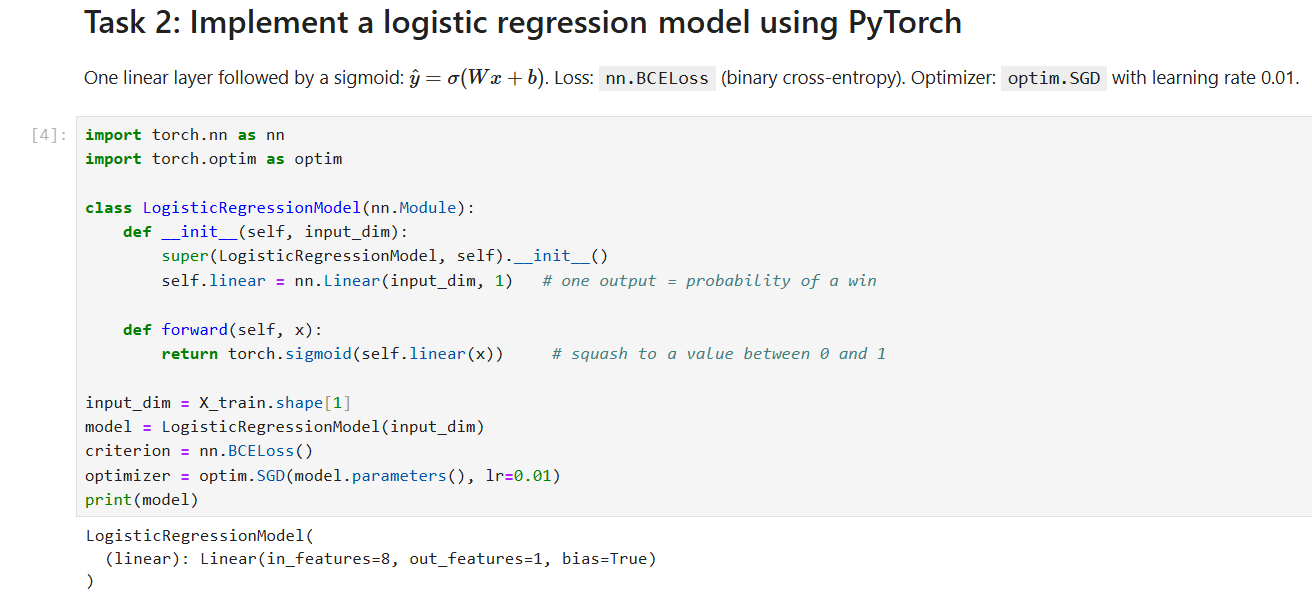 Task 2: Implement a logistic regression model using PyTorch
One linear layer followed by a sigmoid: ŷ = σ(Wx + b). Loss: nn.BCELoss (binary cross-entropy). Optimizer: optim.SGD with learning rate 0.01.
[4]:
import torch.nn as nn
import torch.optim as optim

class LogisticRegressionModel(nn.Module):
    def __init__(self, input_dim):
        super(LogisticRegressionModel, self).__init__()
        self.linear = nn.Linear(input_dim, 1)   # one output = probability of a win

    def forward(self, x):
        return torch.sigmoid(self.linear(x))     # squash to a value between 0 and 1

input_dim = X_train.shape[1]
model = LogisticRegressionModel(input_dim)
criterion = nn.BCELoss()
optimizer = optim.SGD(model.parameters(), lr=0.01)
print(model)
LogisticRegressionModel(
  (linear): Linear(in_features=8, out_features=1, bias=True)
)